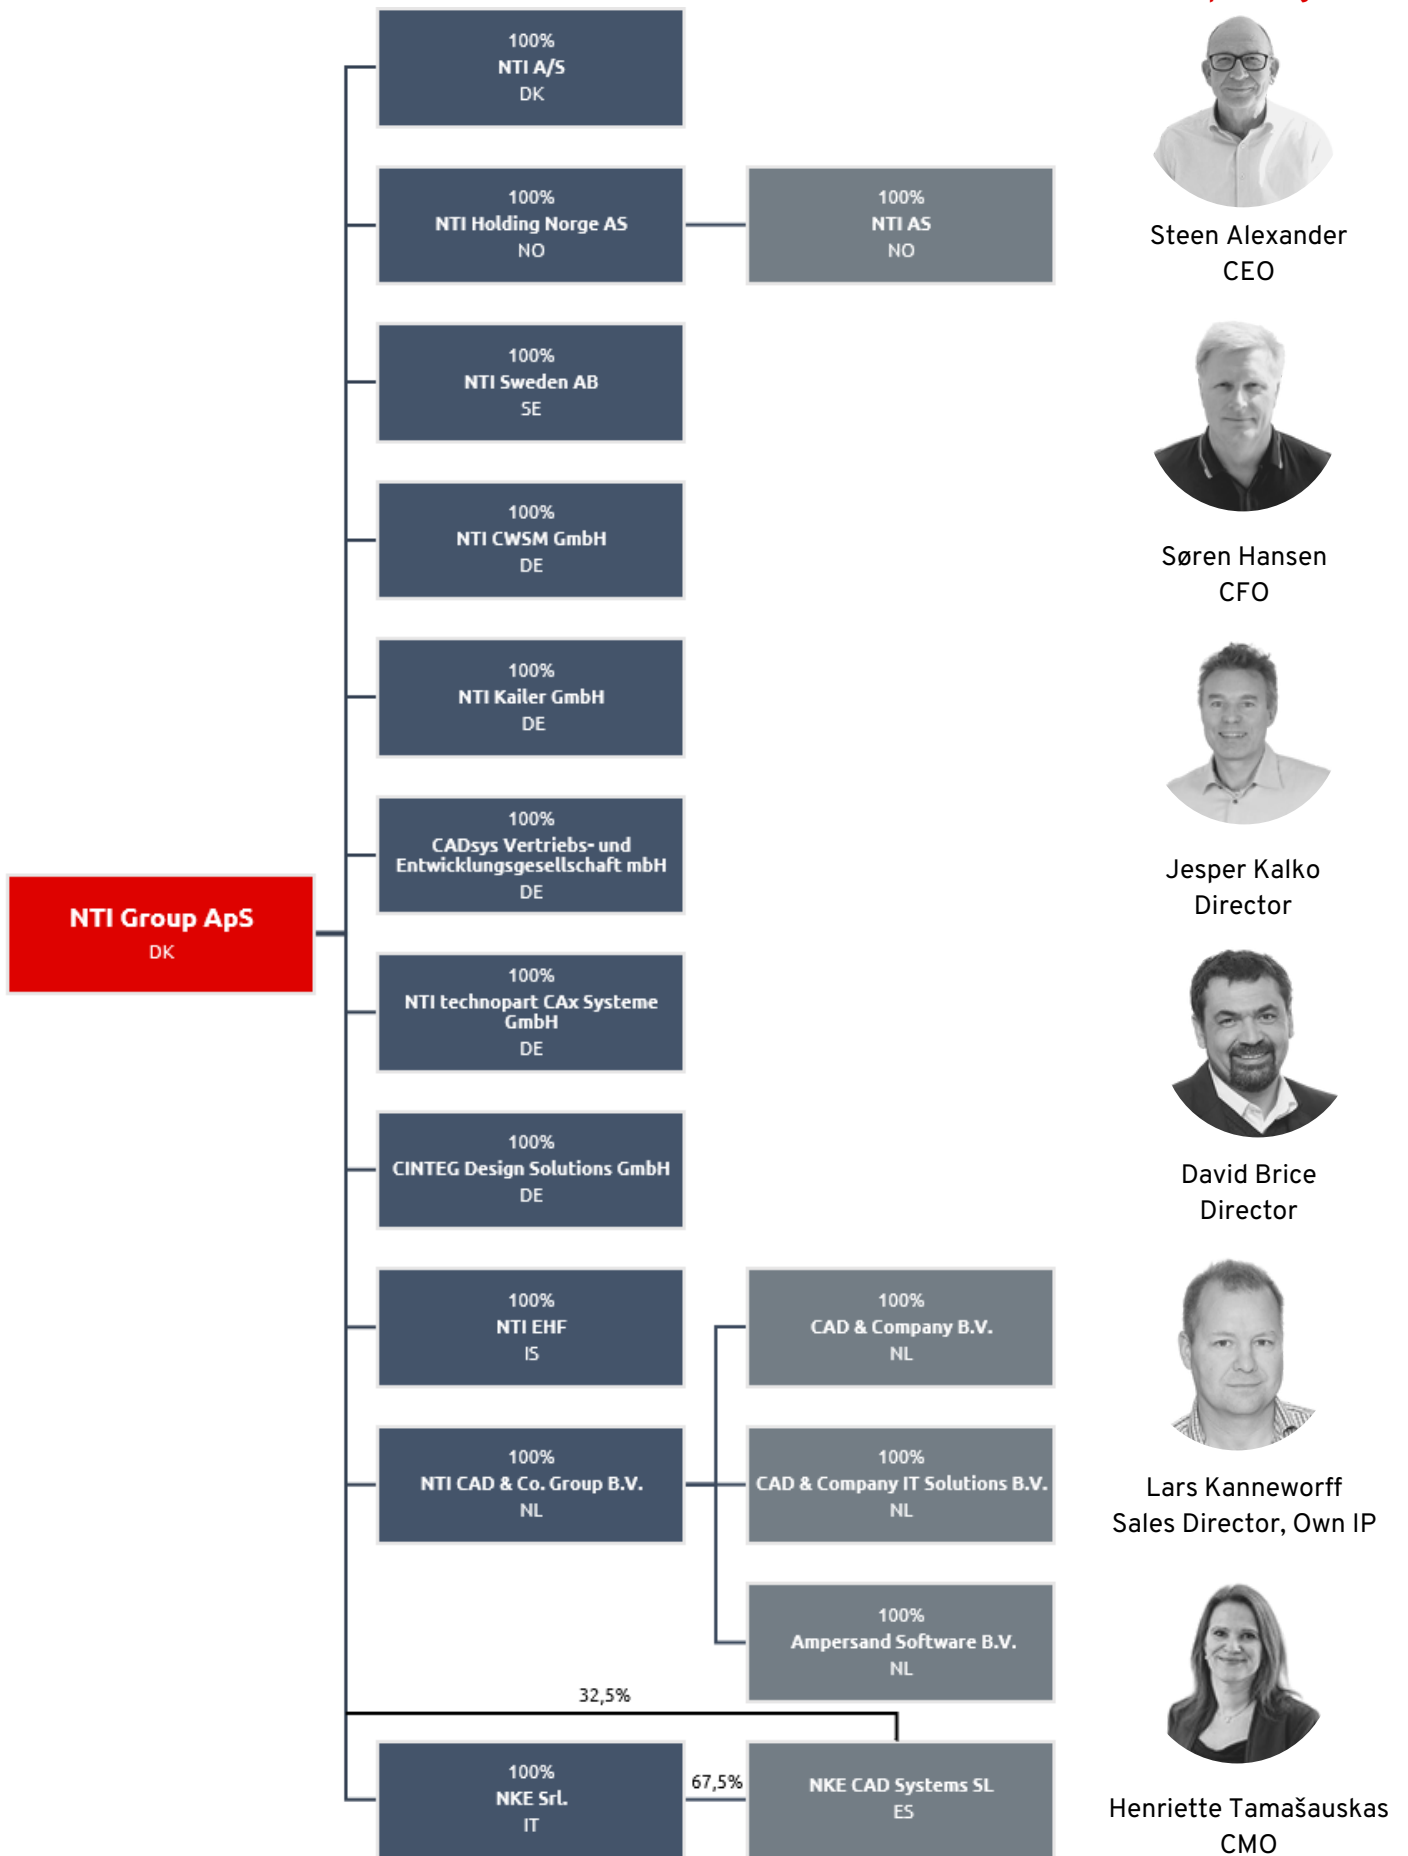 100%
NTI A/S
DK
100%
NTI Holding Norge AS
NO
100%
NTI AS
NO
100%
NTI Sweden AB
SE
100%
NTI CWSM GmbH
DE
100%
NTI Kailer GmbH
DE
100%
CADsys Vertriebs- und
Entwicklungsgesellschaft mbH
DE
NTI Group ApS
DK
100%
NTI technopart CAx Systeme
GmbH
DE
100%
CINTEG Design Solutions GmbH
DE
100%
NTI EHF
IS
100%
NTI CAD & Co. Group B.V.
NL
100%
CAD & Company B.V.
NL
100%
CAD & Company IT Solutions B.V.
NL
100%
Ampersand Software B.V.
NL
32,5%
100%
NKE Srl.
IT
67,5%
NKE CAD Systems SL
ES
Steen Alexander
CEO
Søren Hansen
CFO
Jesper Kalko
Director
David Brice
Director
Lars Kanneworff
Sales Director, Own IP
Henriette Tamašauskas
CMO